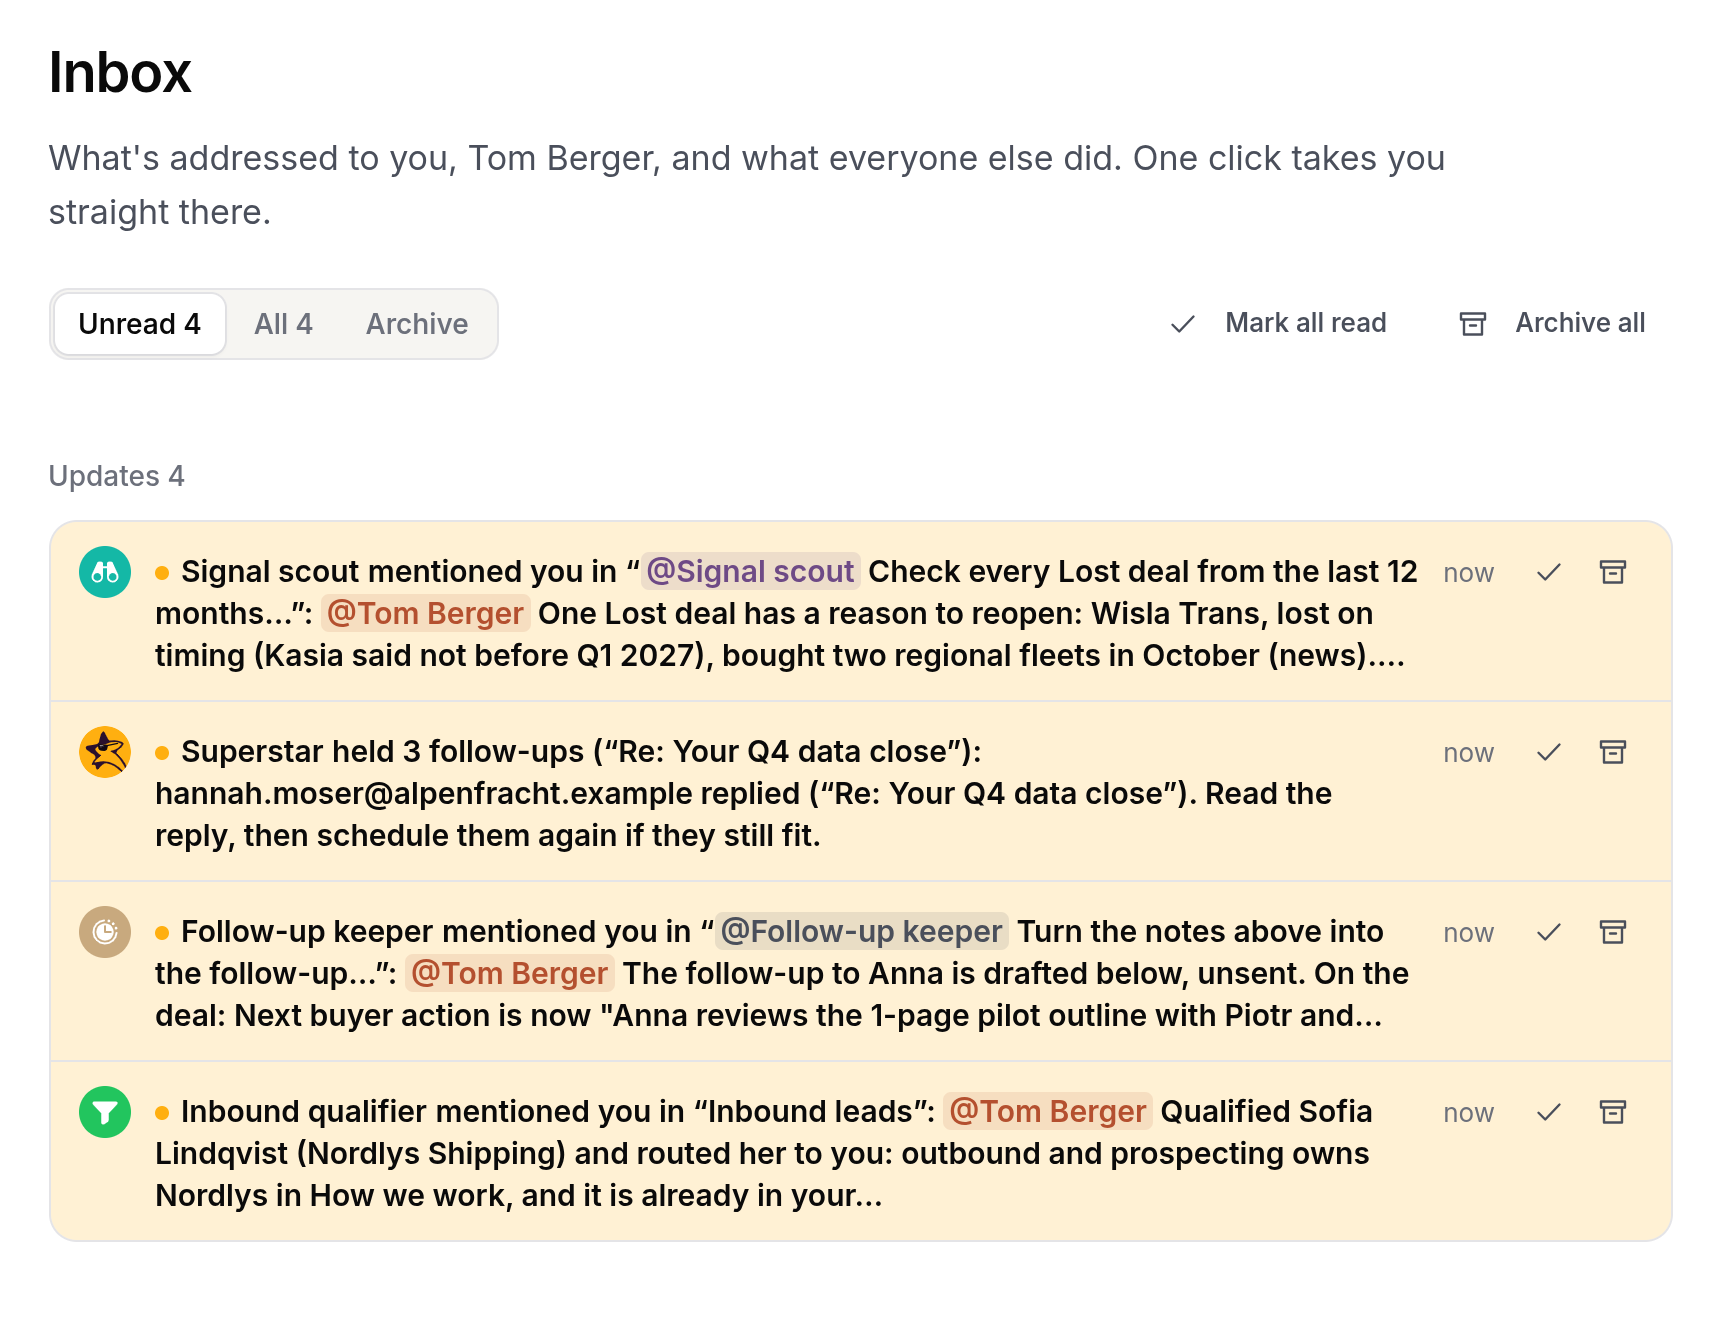 Inbox
What's addressed to you, Tom Berger, and what everyone else did. One click takes you
straight there.
Unread 4 All 4 Archive Mark all read Archive all
Updates 4
Signal scout mentioned you in “@Signal scout Check every Lost deal from the last 12 now
months…”: @Tom Berger One Lost deal has a reason to reopen: Wisla Trans, lost on
timing (Kasia said not before Q1 2027), bought two regional fleets in October (news)....
Superstar held 3 follow-ups (“Re: Your Q4 data close”): now
hannah.moser@alpenfracht.example replied (“Re: Your Q4 data close”). Read the
reply, then schedule them again if they still fit.
Follow-up keeper mentioned you in “@Follow-up keeper Turn the notes above into now
the follow-up…”: @Tom Berger The follow-up to Anna is drafted below, unsent. On the
deal: Next buyer action is now "Anna reviews the 1-page pilot outline with Piotr and…
Inbound qualifier mentioned you in “Inbound leads”: @Tom Berger Qualified Sofia now
Lindqvist (Nordlys Shipping) and routed her to you: outbound and prospecting owns
Nordlys in How we work, and it is already in your…